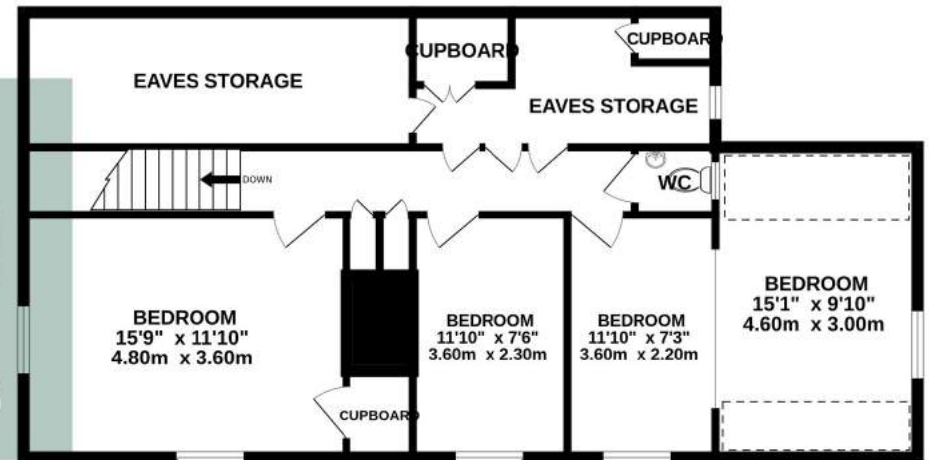 CUPBOARD
CUPBOARD
EAVES STORAGE
EAVES STORAGE
DOWN
WC
BEDROOM
15'1" x 9'10"
4.60m x 3.00m
BEDROOM
15'9" x 11'10"
4.80m x 3.60m
BEDROOM
11'10" x 7'6"
3.60m x 2.30m
BEDROOM
11'10" x 7'3"
3.60m x 2.20m
CUPBOARD